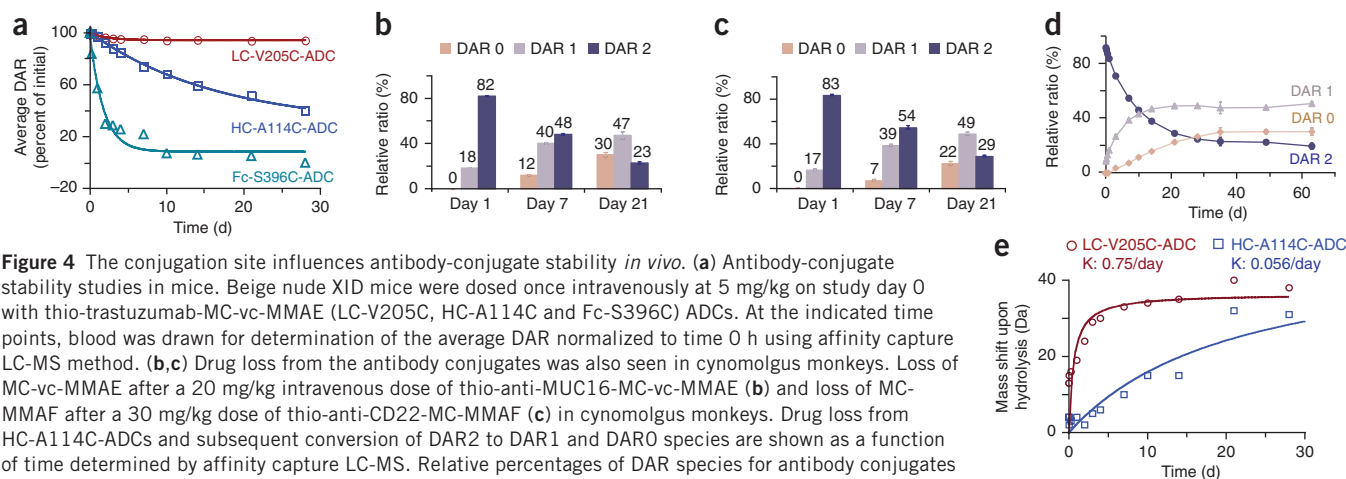 a
Average DAR
(percent of initial)
100
60
20
−20
0
10
20
30
Time (d)
LC-V205C-ADC
HC-A114C-ADC
Fc-S396C-ADC
b
DAR 0 DAR 1 DAR 2
Relative ratio (%)
80
40
0
0 18 82
12 40 48
30 47 23
Day 1 Day 7 Day 21
c
DAR 0 DAR 1 DAR 2
Relative ratio (%)
80
40
0
0 17 83
7 39 54
22 49 29
Day 1 Day 7 Day 21
d
Relative ratio (%)
80
40
0
0 20 40 60
Time (d)
DAR 1
DAR 0
DAR 2
Figure 4 The conjugation site influences antibody-conjugate stability in vivo. (a) Antibody-conjugate
stability studies in mice. Beige nude XID mice were dosed once intravenously at 5 mg/kg on study day 0
with thio-trastuzumab-MC-vc-MMAE (LC-V205C, HC-A114C and Fc-S396C) ADCs. At the indicated time
points, blood was drawn for determination of the average DAR normalized to time 0 h using affinity capture
LC-MS method. (b,c) Drug loss from the antibody conjugates was also seen in cynomolgus monkeys. Loss of
MC-vc-MMAE after a 20 mg/kg intravenous dose of thio-anti-MUC16-MC-vc-MMAE (b) and loss of MC-
MMAF after a 30 mg/kg dose of thio-anti-CD22-MC-MMAF (c) in cynomolgus monkeys. Drug loss from
HC-A114C-ADCs and subsequent conversion of DAR2 to DAR1 and DAR0 species are shown as a function
of time determined by affinity capture LC-MS. Relative percentages of DAR species for antibody conjugates
e
LC-V205C-ADC HC-A114C-ADC
K: 0.75/day K: 0.056/day
Mass shift upon
hydrolysis (Da)
40
20
0
0 10 20 30
Time (d)